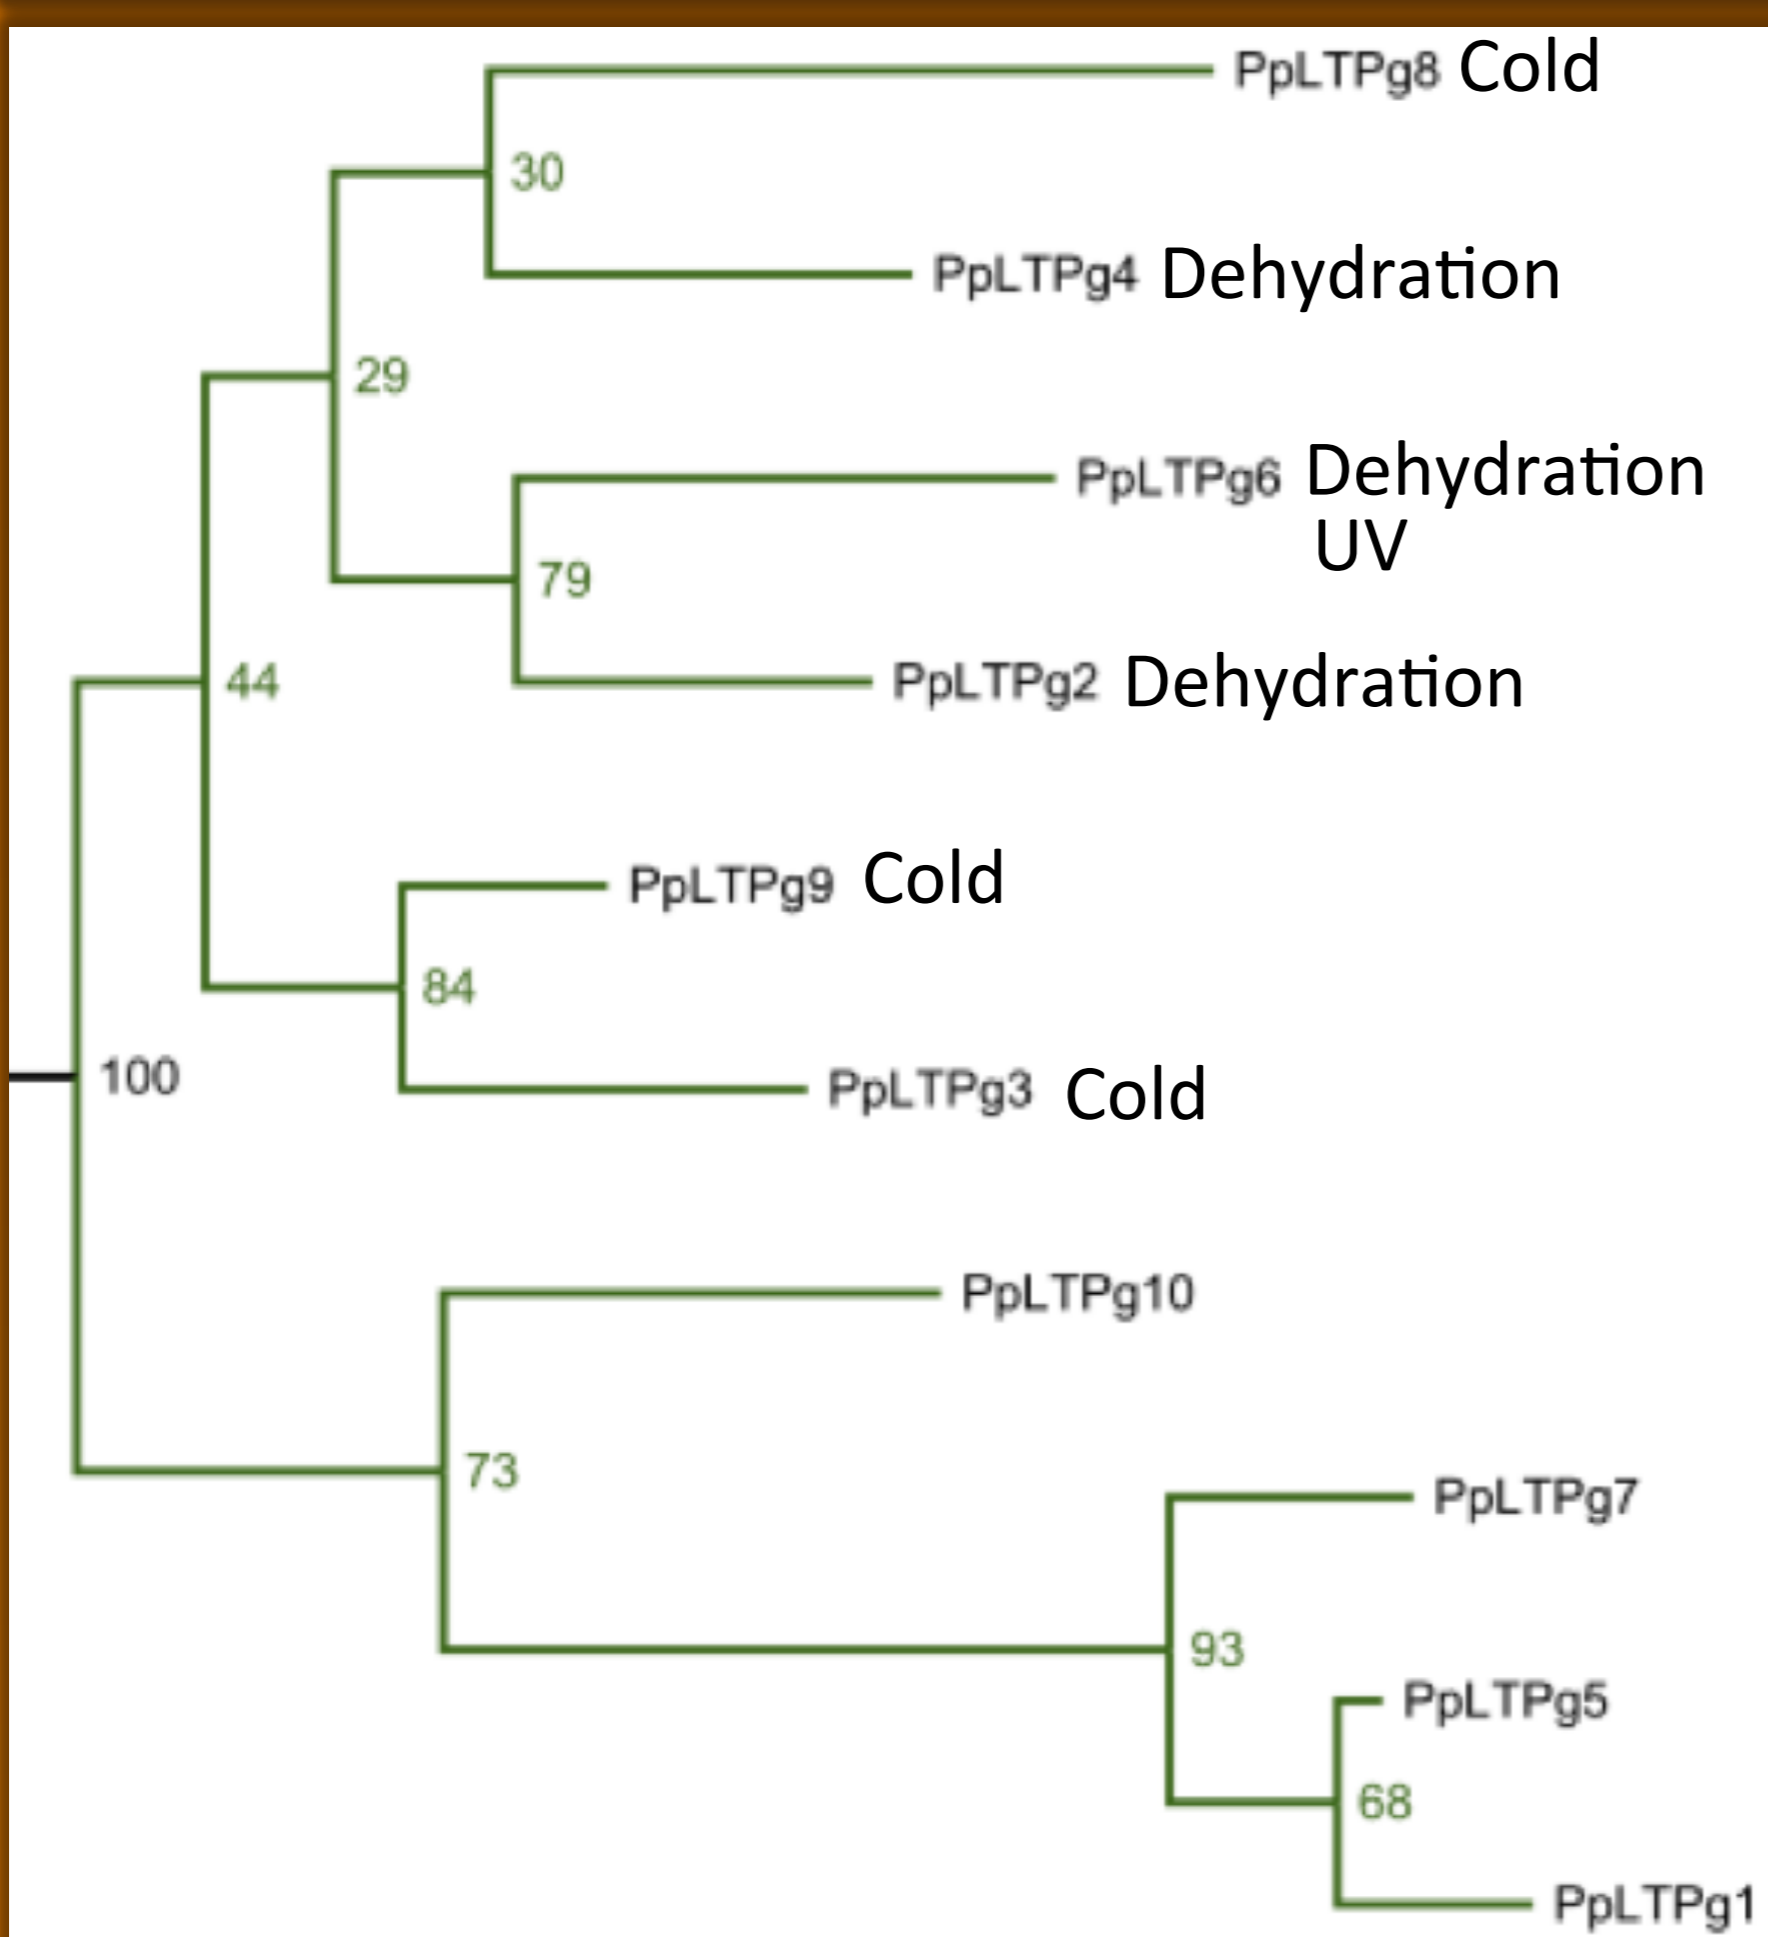 PpLTPg8 Cold
30
PpLTPg4 Dehydration
29
PpLTPg6 Dehydration
UV
79
PpLTPg2 Dehydration
44
PpLTPg9 Cold
84
100
PpLTPg3 Cold
PpLTPg10
73
PpLTPg7
93
PpLTPg5
68
PpLTPg1